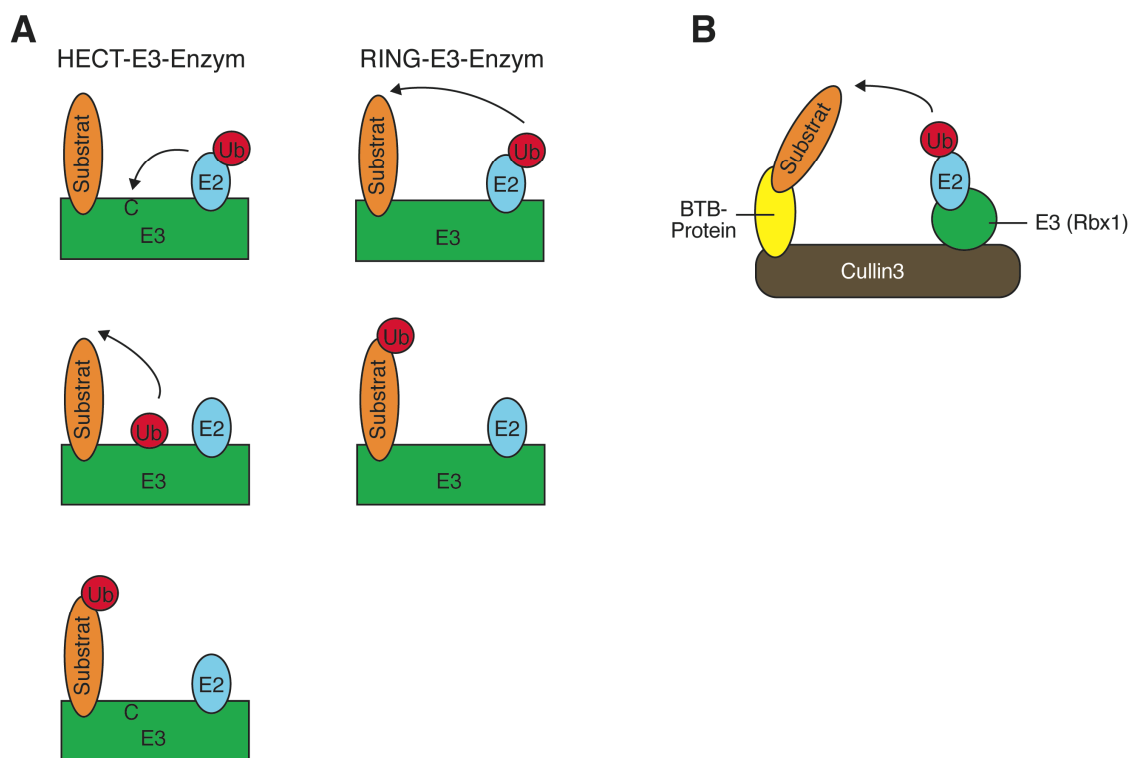 A
HECT-E3-Enzym
Substrat
Ub
E2
C
E3
Substrat
Ub
E2
E3
Ub
Substrat
E2
C
E3
RING-E3-Enzym
Substrat
Ub
E2
E3
Ub
Substrat
E2
E3
B
Substrat
Ub
E2
BTB-
Protein
E3 (Rbx1)
Cullin3